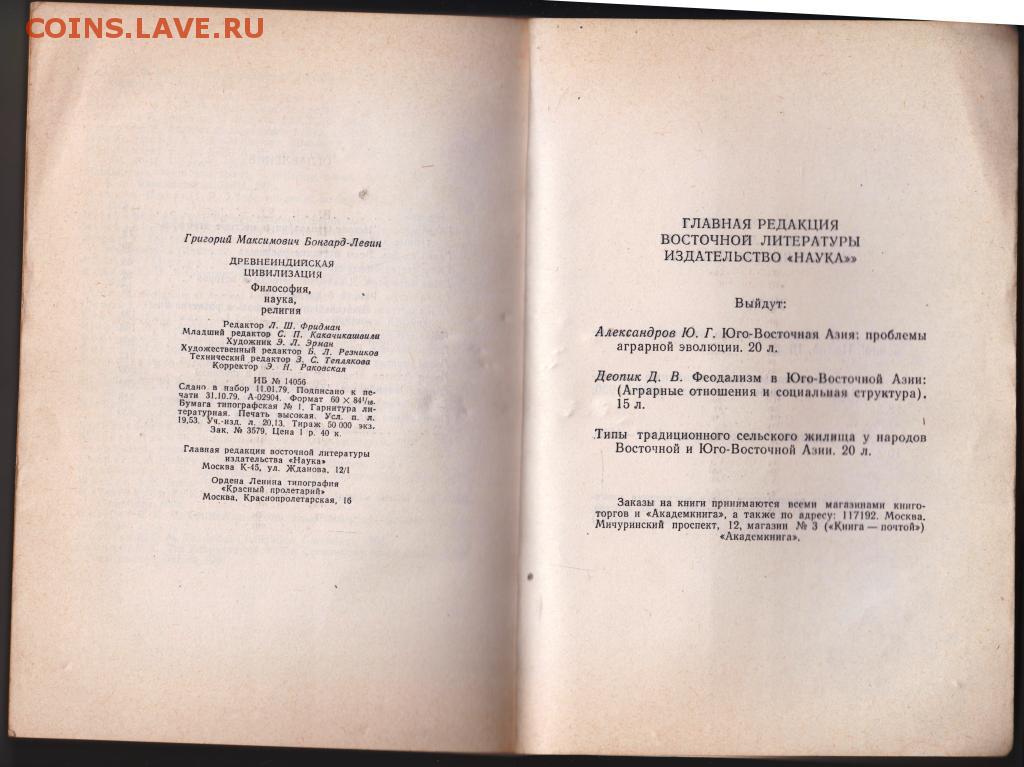 COINS.LAVE.RU
Григорий Максимович Бонгард-Левин
ДРЕВНЕИНДИЙСКАЯ
ЦИВИЛИЗАЦИЯ
Философия,
наука,
религия
Редактор Л. Ш. Фридман
Младший редактор С. П. Какачикашвили
Художник Э. Л. Эрман
Художественный редактор Б. Л. Резников
Технический редактор З. С. Теплякова
Корректор Э. Н. Раковская
ИБ № 14056
Сдано в набор 11.01.79. Подписано к пе-
чати 31.10.79. А-02904. Формат 60 × 84¹/₁₆.
Бумага типографская № 1. Гарнитура ли-
тературная. Печать высокая. Усл. п. л.
19,53. Уч.-изд. л. 20,13. Тираж 50 000 экз.
Зак. № 3579. Цена 1 р. 40 к.
Главная редакция восточной литературы
издательства «Наука»
Москва К-45, ул. Жданова, 12/1
Ордена Ленина типография
«Красный пролетарий»
Москва, Краснопролетарская, 16
ГЛАВНАЯ РЕДАКЦИЯ
ВОСТОЧНОЙ ЛИТЕРАТУРЫ
ИЗДАТЕЛЬСТВО «НАУКА»»
Выйдут:
Александров Ю. Г. Юго-Восточная Азия: проблемы
аграрной эволюции. 20 л.
Деопик Д. В. Феодализм в Юго-Восточной Азии:
(Аграрные отношения и социальная структура).
15 л.
Типы традиционного сельского жилища у народов
Восточной и Юго-Восточной Азии. 20 л.
Заказы на книги принимаются всеми магазинами книго-
торгов и «Академкнига», а также по адресу: 117192. Москва.
Мичуринский проспект, 12, магазин № 3 («Книга — почтой»)
«Академкнига».